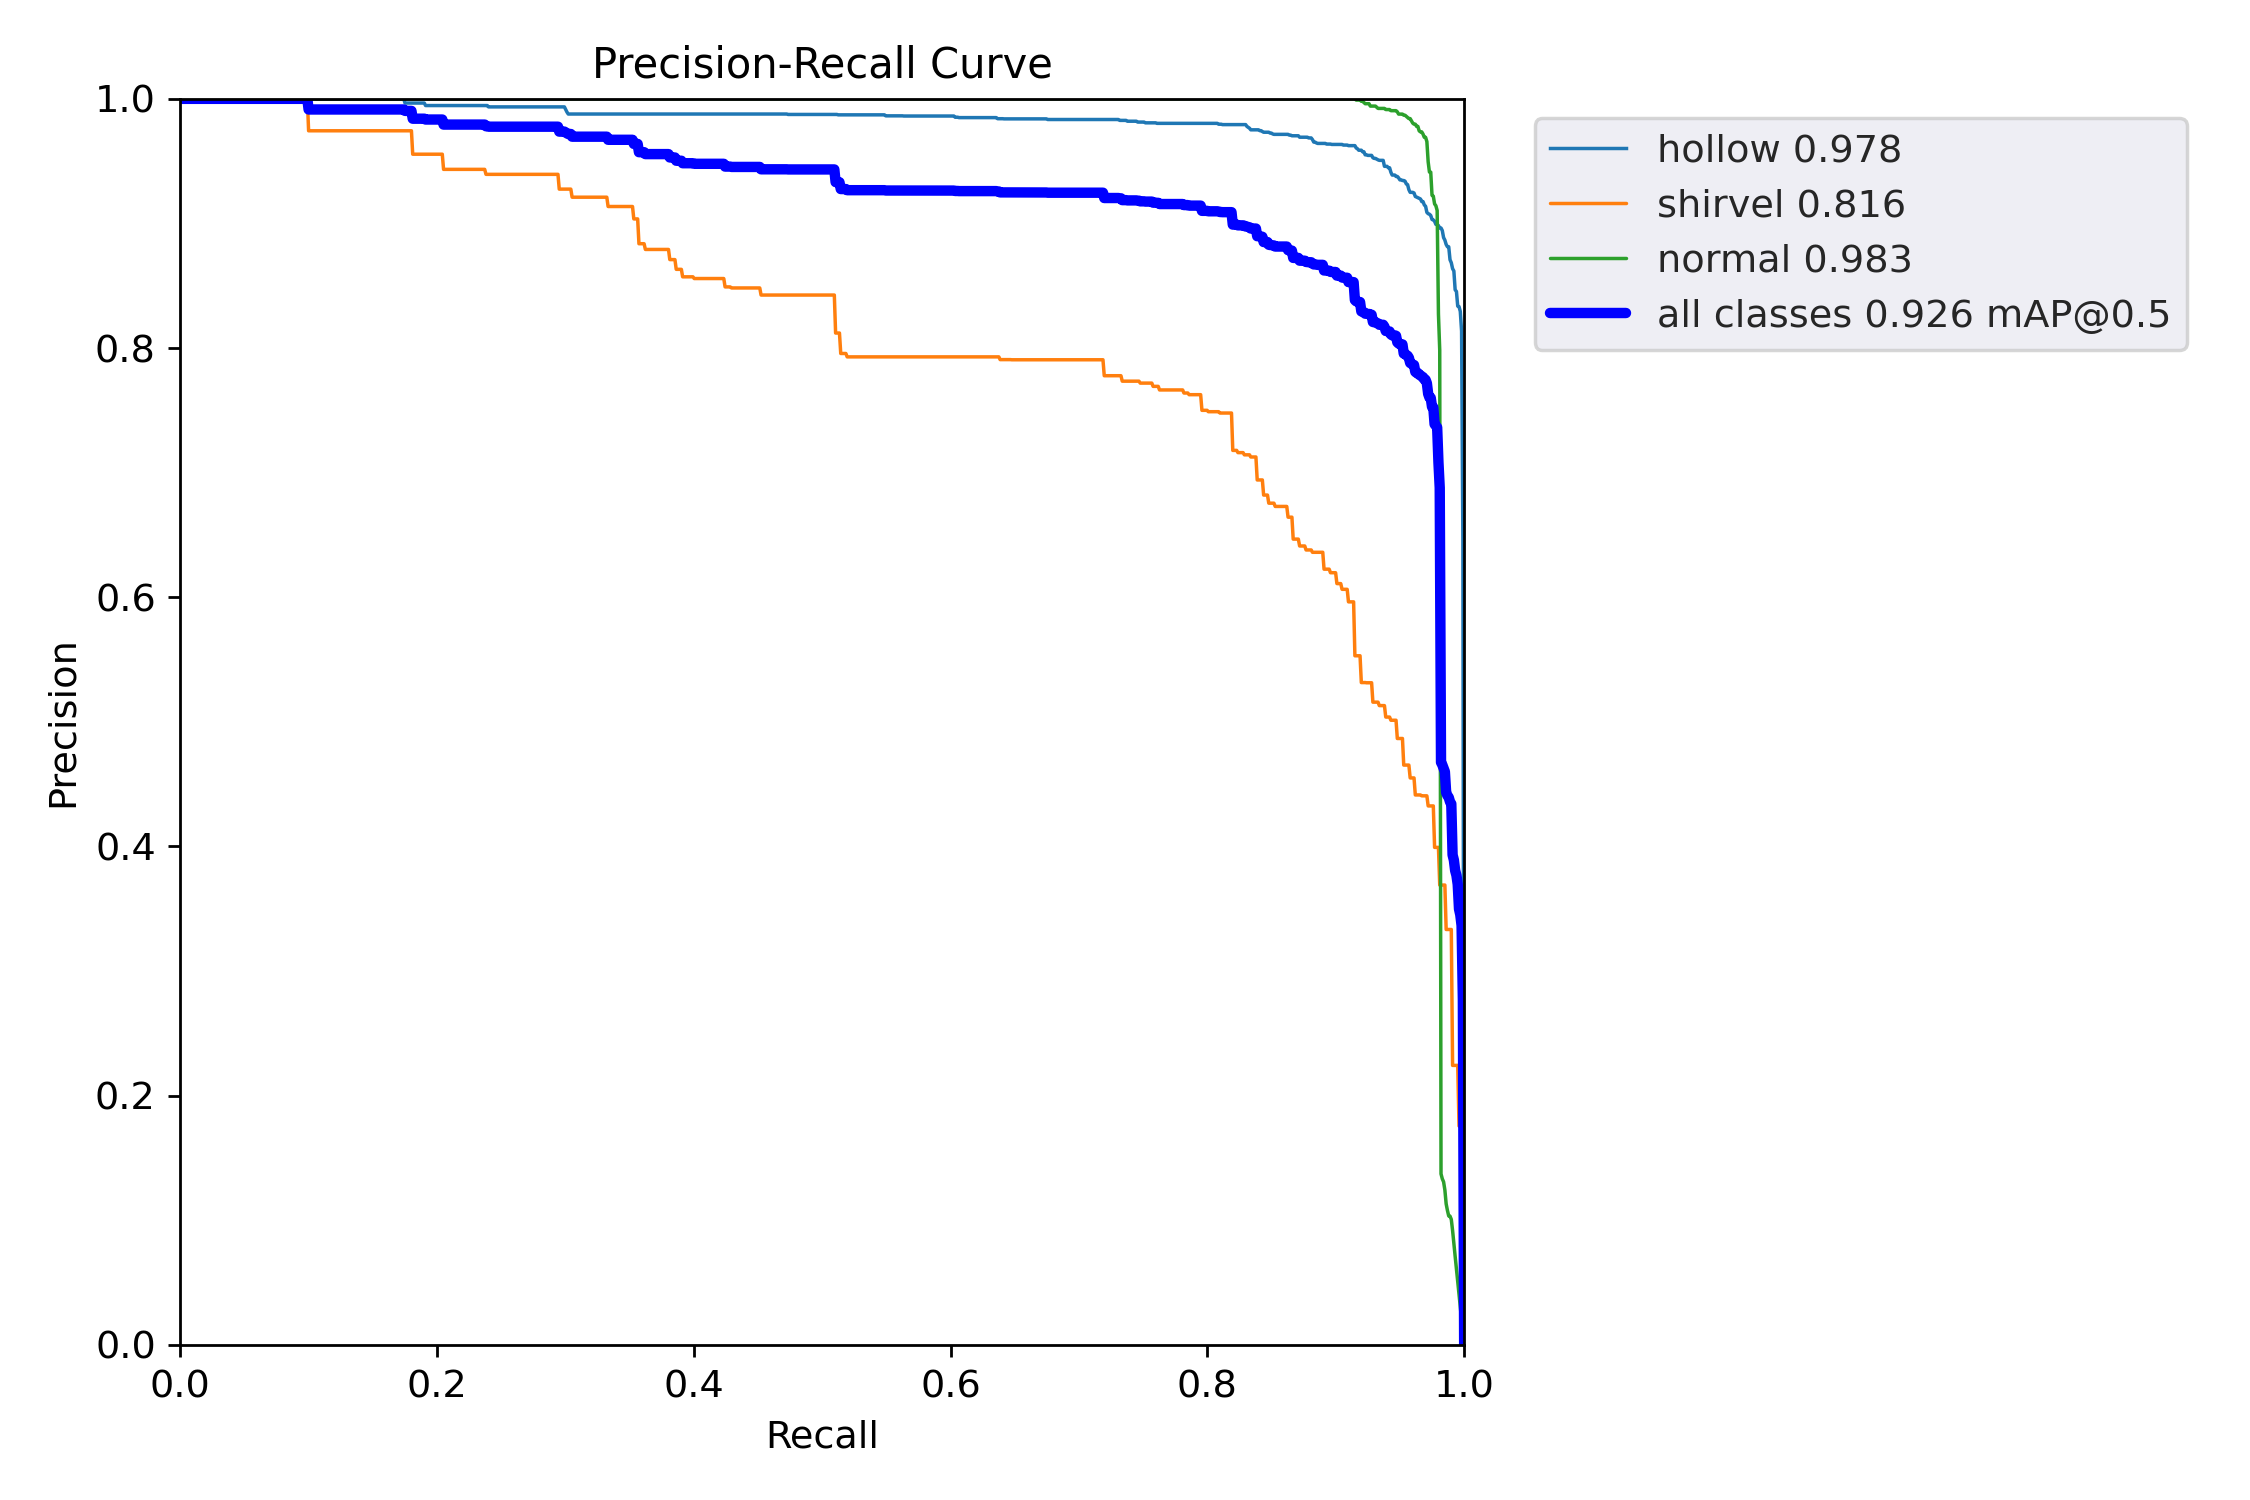 Precision-Recall Curve
1.0
0.8
0.6
0.4
0.2
0.0
Precision
0.0 0.2 0.4 0.6 0.8 1.0
Recall
hollow 0.978
shirvel 0.816
normal 0.983
all classes 0.926 mAP@0.5